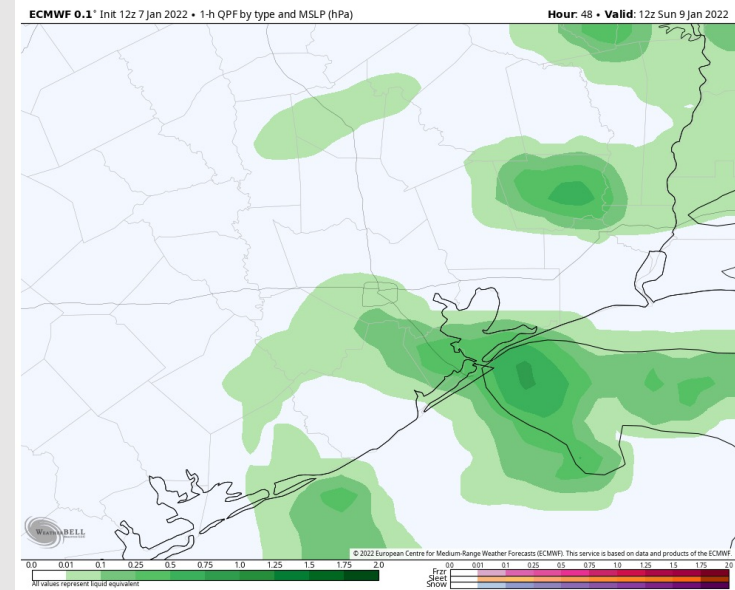 ECMWF 0.1° Init 12z 7 Jan 2022 • 1-h QPF by type and MSLP (hPa)
Hour: 48 • Valid: 12z Sun 9 Jan 2022
WeatherBELL
© 2022 European Centre for Medium-Range Weather Forecasts (ECMWF). This service is based on data and products of the ECMWF.
0.0 0.01 0.1 0.25 0.5 0.75 1.0 1.25 1.5 1.75 2.0
All values represent liquid equivalent
0.0 0.01 0.1 0.25 0.5 0.75 1.0 1.25 1.5 1.75 2.0
Frzr
Sleet
Snow